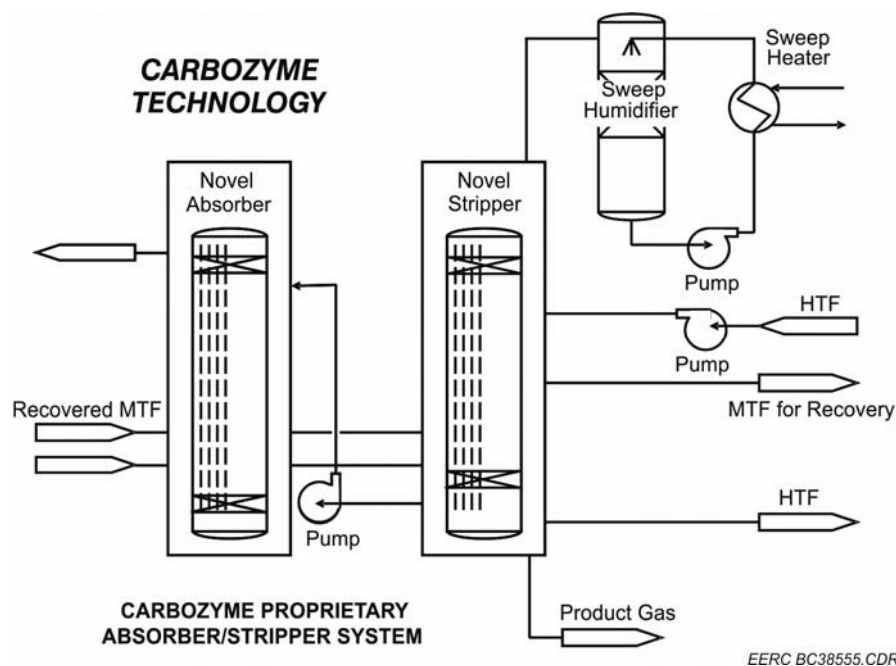 CARBOZYME
TECHNOLOGY
Sweep
Heater
Sweep
Humidifier
Novel
Absorber
Novel
Stripper
Pump
HTF
Pump
Recovered MTF
MTF for Recovery
HTF
Pump
CARBOZYME PROPRIETARY
ABSORBER/STRIPPER SYSTEM
Product Gas
EERC BC38555.CDR